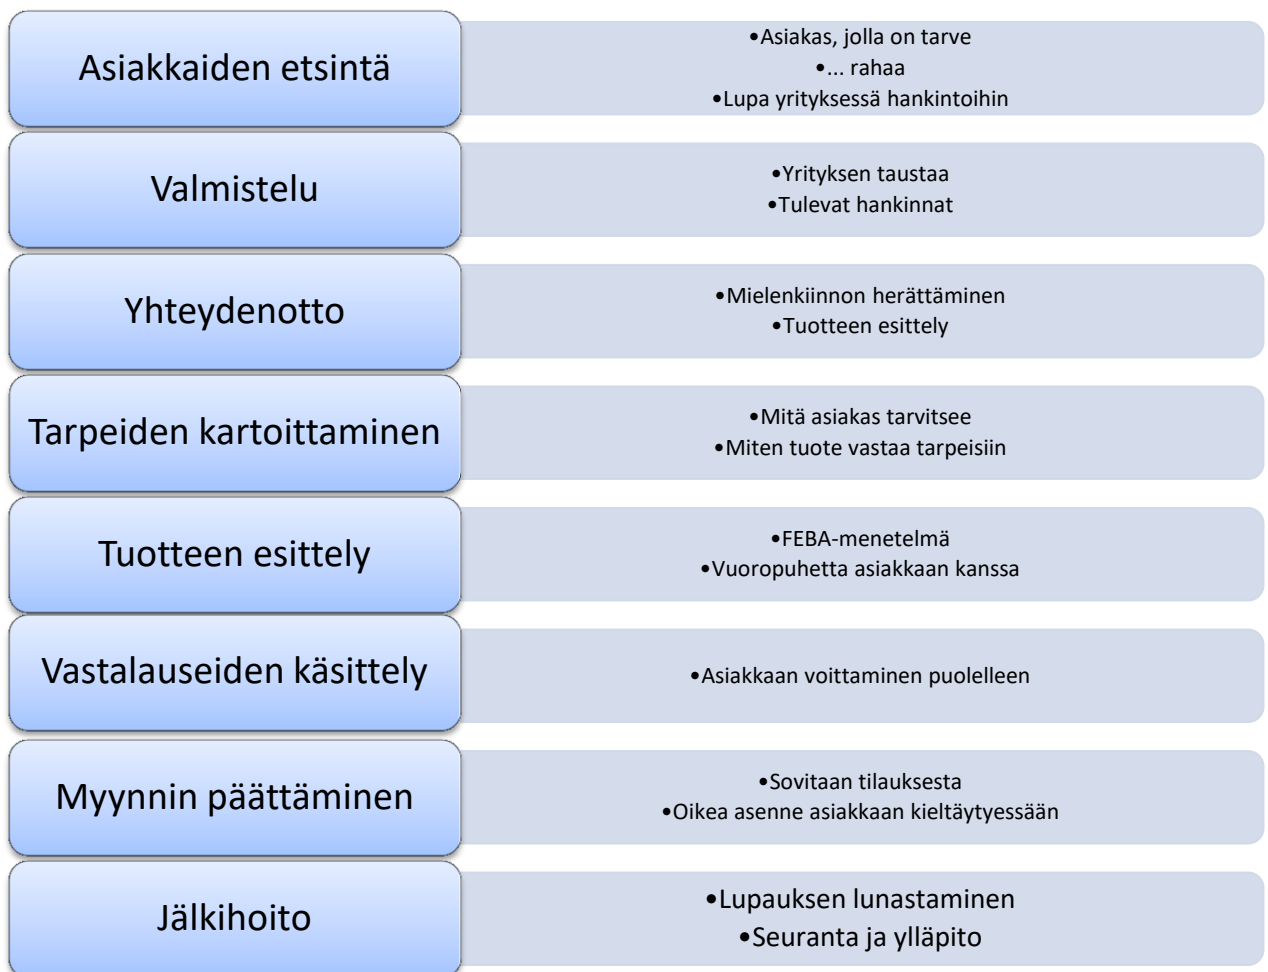 Asiakkaiden etsintä
•Asiakas, jolla on tarve
•... rahaa
•Lupa yrityksessä hankintoihin
Valmistelu
•Yrityksen taustaa
•Tulevat hankinnat
Yhteydenotto
•Mielenkiinnon herättäminen
•Tuotteen esittely
Tarpeiden kartoittaminen
•Mitä asiakas tarvitsee
•Miten tuote vastaa tarpeisiin
Tuotteen esittely
•FEBA-menetelmä
•Vuoropuhetta asiakkaan kanssa
Vastalauseiden käsittely
•Asiakkaan voittaminen puolelleen
Myynnin päättäminen
•Sovitaan tilauksesta
•Oikea asenne asiakkaan kieltäytyessään
Jälkihoito
•Lupauksen lunastaminen
•Seuranta ja ylläpito